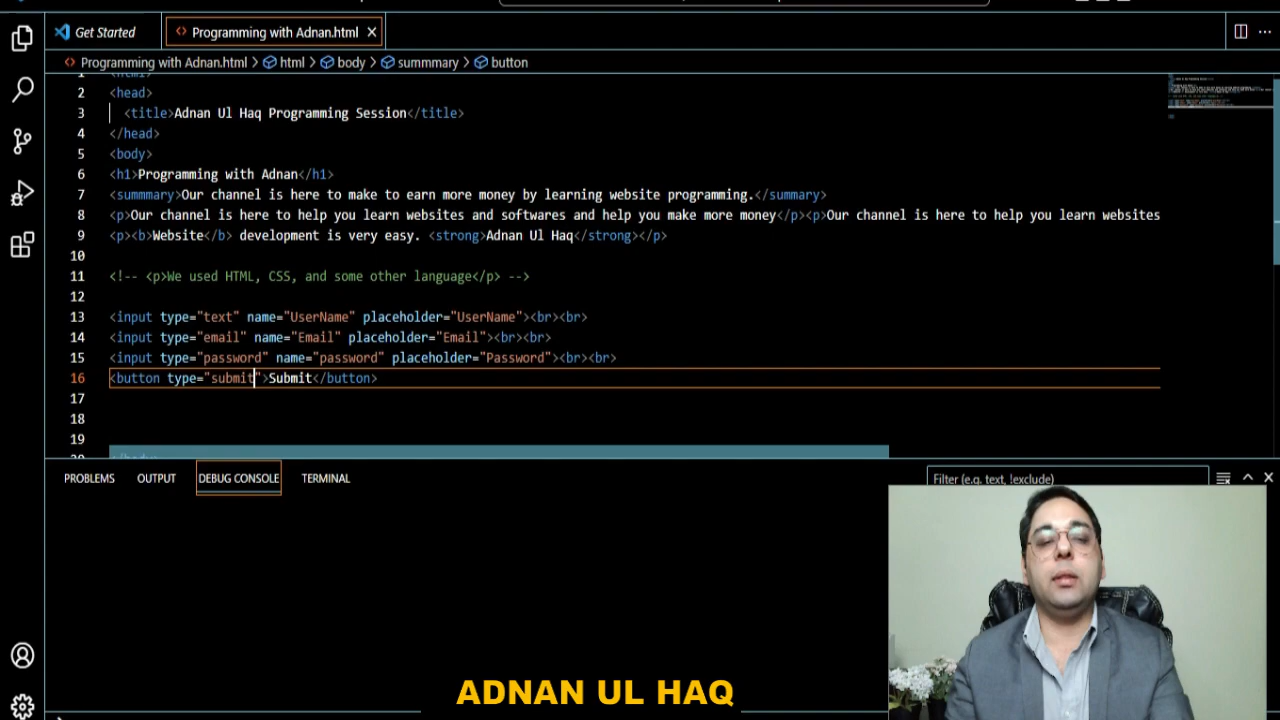 Get Started
Programming with Adnan.html
Programming with Adnan.html > html > body > summmary > button
1 <html>
2 <head>
3 <title>Adnan Ul Haq Programming Session</title>
4 </head>
5 <body>
6 <h1>Programming with Adnan</h1>
7 <summmary>Our channel is here to make to earn more money by learning website programming.</summary>
8 <p>Our channel is here to help you learn websites and softwares and help you make more money</p><p>Our channel is here to help you learn websites
9 <p><b>Website</b> development is very easy. <strong>Adnan Ul Haq</strong></p>
10
11 <!-- <p>We used HTML, CSS, and some other language</p> -->
12
13 <input type="text" name="UserName" placeholder="UserName"><br><br>
14 <input type="email" name="Email" placeholder="Email"><br><br>
15 <input type="password" name="password" placeholder="Password"><br><br>
16 <button type="submit">Submit</button>
17
18
19
20 </body>
PROBLEMS OUTPUT DEBUG CONSOLE TERMINAL
Filter (e.g. text, !exclude)
ADNAN UL HAQ